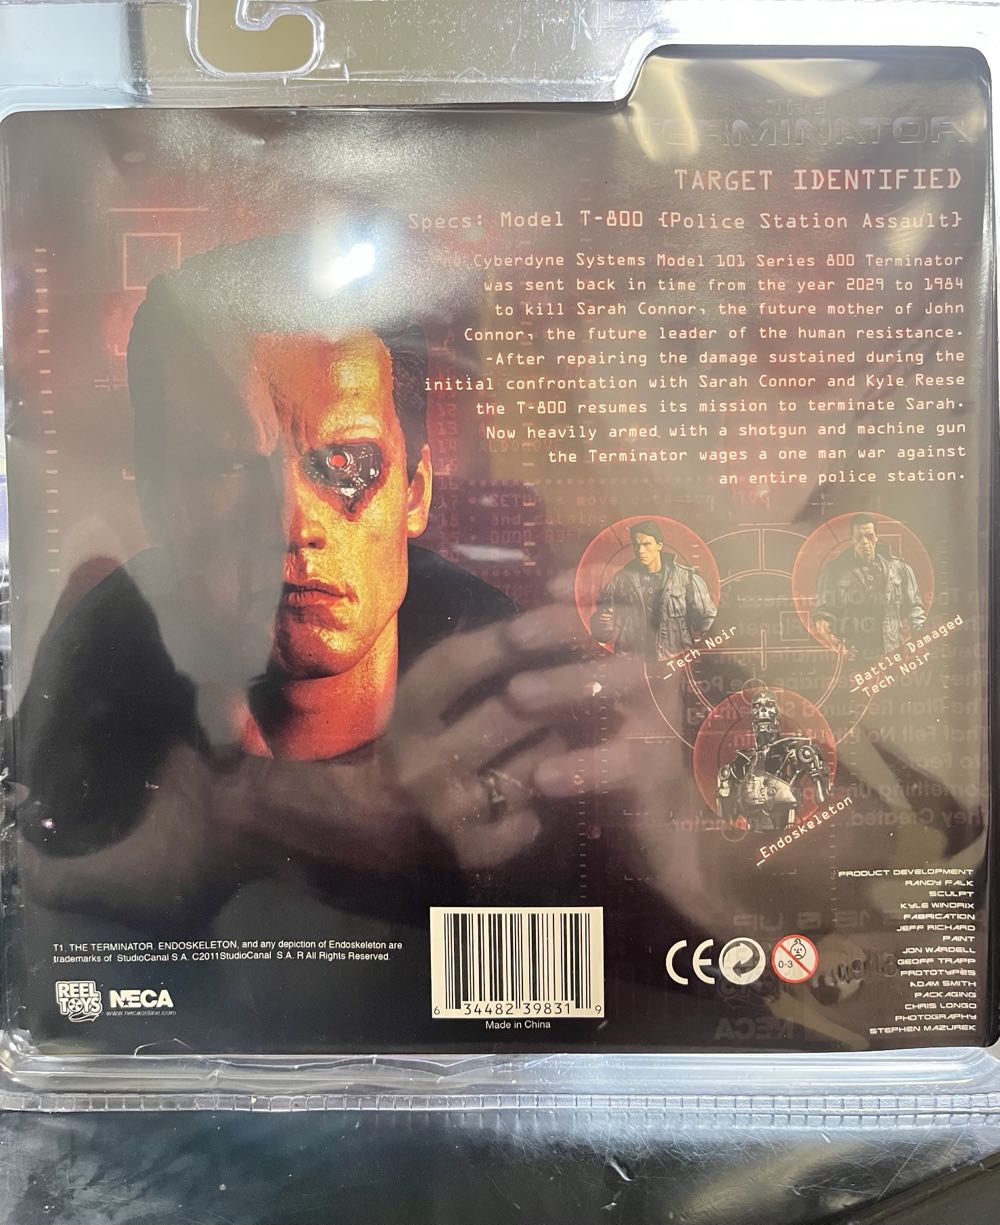 THE
TERMINATOR
TARGET IDENTIFIED
Specs: Model T-800 {Police Station Assault}
Cyberdyne Systems Model 101 Series 800 Terminator
was sent back in time from the year 2029 to 1984
to kill Sarah Connor, the future mother of John
Connor, the future leader of the human resistance.
-After repairing the damage sustained during the
initial confrontation with Sarah Connor and Kyle Reese
the T-800 resumes its mission to terminate Sarah.
Now heavily armed with a shotgun and machine gun
the Terminator wages a one man war against
an entire police station.
_Tech Noir
_Battle Damaged
Tech Noir
_Endoskeleton
PRODUCT DEVELOPMENT
RANDY FALK
SCULPT
KYLE WINDRIX
FABRICATION
JEFF RICHARD
PAINT
JON WARDELL
GEOFF TRAPP
PROTOTYPES
ADAM SMITH
PACKAGING
CHRIS LONGO
PHOTOGRAPHY
STEPHEN MAZUREK
T1, THE TERMINATOR, ENDOSKELETON, and any depiction of Endoskeleton are
trademarks of StudioCanal S.A. C2011StudioCanal S.A. R All Rights Reserved.
REEL
TOYS
NECA
www.necaonline.com
6 34482 39831 9
Made in China
CE
0-3